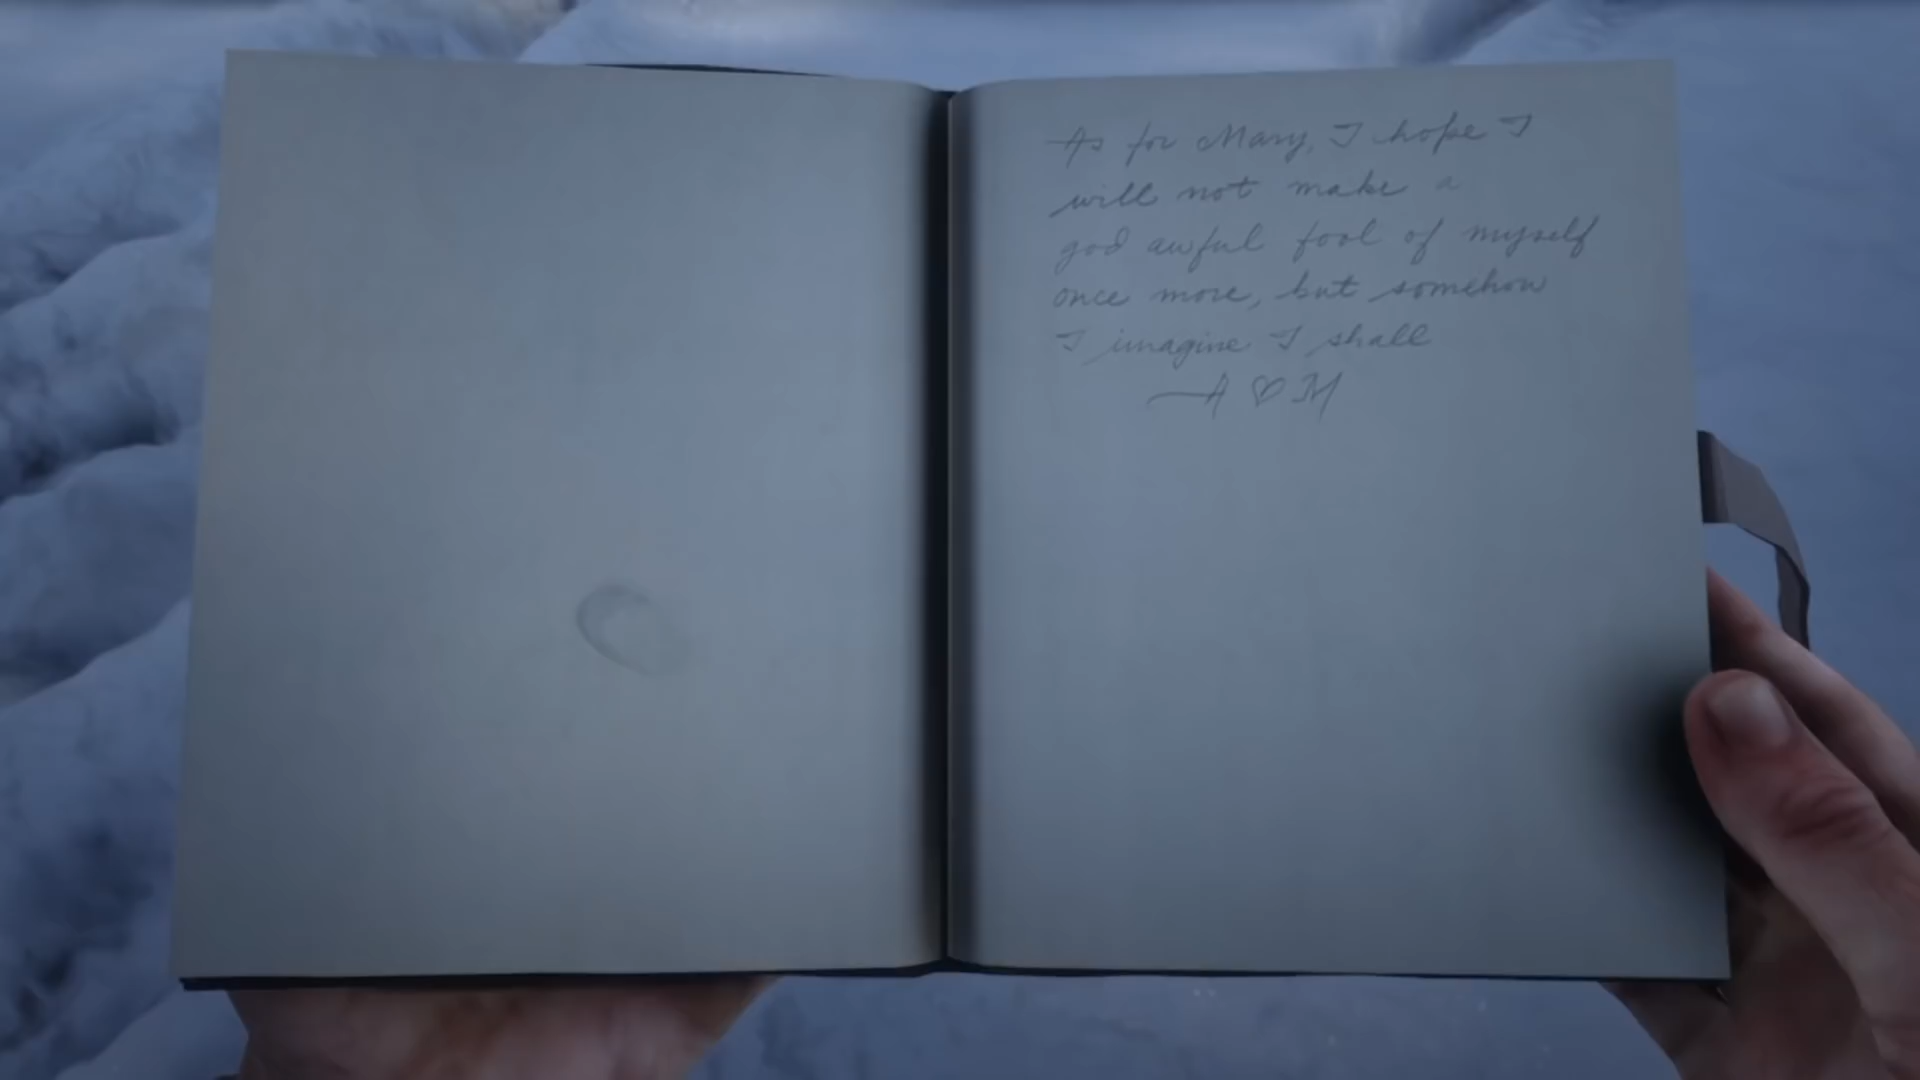 As for Mary, I hope I
will not make a
god awful fool of myself
once more, but somehow
I imagine I shall
—A ♡ M